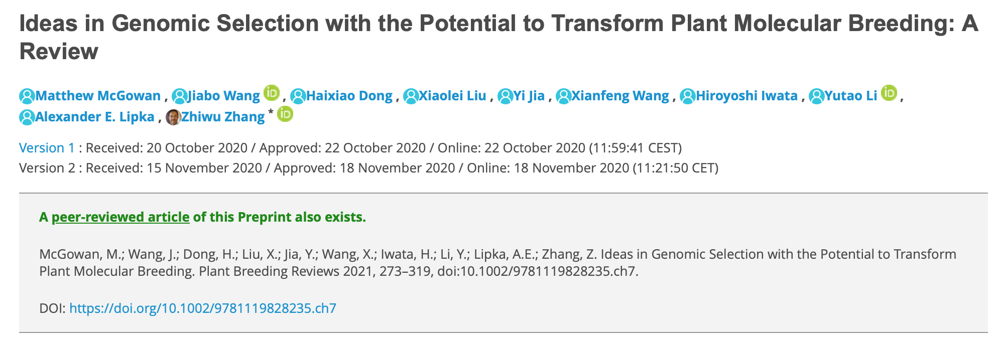 Ideas in Genomic Selection with the Potential to Transform Plant Molecular Breeding: A
Review
Matthew McGowan , Jiabo Wang iD , Haixiao Dong , Xiaolei Liu , Yi Jia , Xianfeng Wang , Hiroyoshi Iwata , Yutao Li iD ,
Alexander E. Lipka , Zhiwu Zhang * iD
Version 1 : Received: 20 October 2020 / Approved: 22 October 2020 / Online: 22 October 2020 (11:59:41 CEST)
Version 2 : Received: 15 November 2020 / Approved: 18 November 2020 / Online: 18 November 2020 (11:21:50 CET)
A peer-reviewed article of this Preprint also exists.
McGowan, M.; Wang, J.; Dong, H.; Liu, X.; Jia, Y.; Wang, X.; Iwata, H.; Li, Y.; Lipka, A.E.; Zhang, Z. Ideas in Genomic Selection with the Potential to Transform
Plant Molecular Breeding. Plant Breeding Reviews 2021, 273–319, doi:10.1002/9781119828235.ch7.
DOI: https://doi.org/10.1002/9781119828235.ch7